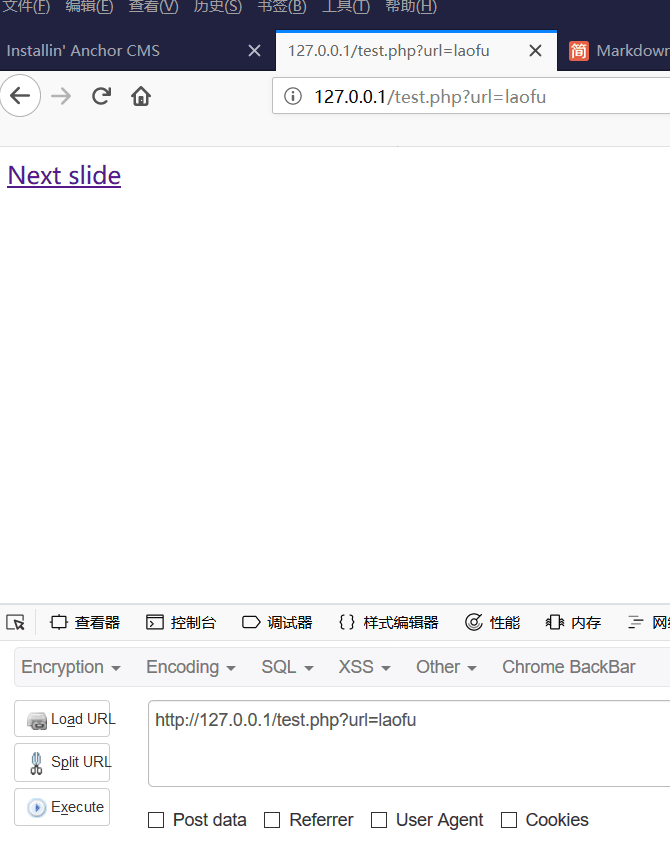 文件(F) 编辑(E) 查看(V) 历史(S) 书签(B) 工具(T) 帮助(H)
Installin' Anchor CMS 127.0.0.1/test.php?url=laofu 简 Markdown
127.0.0.1/test.php?url=laofu
Next slide
查看器 控制台 调试器 {} 样式编辑器 性能 内存
Encryption Encoding SQL XSS Other Chrome BackBar
Load URL http://127.0.0.1/test.php?url=laofu
Split URL
Execute
Post data Referrer User Agent Cookies